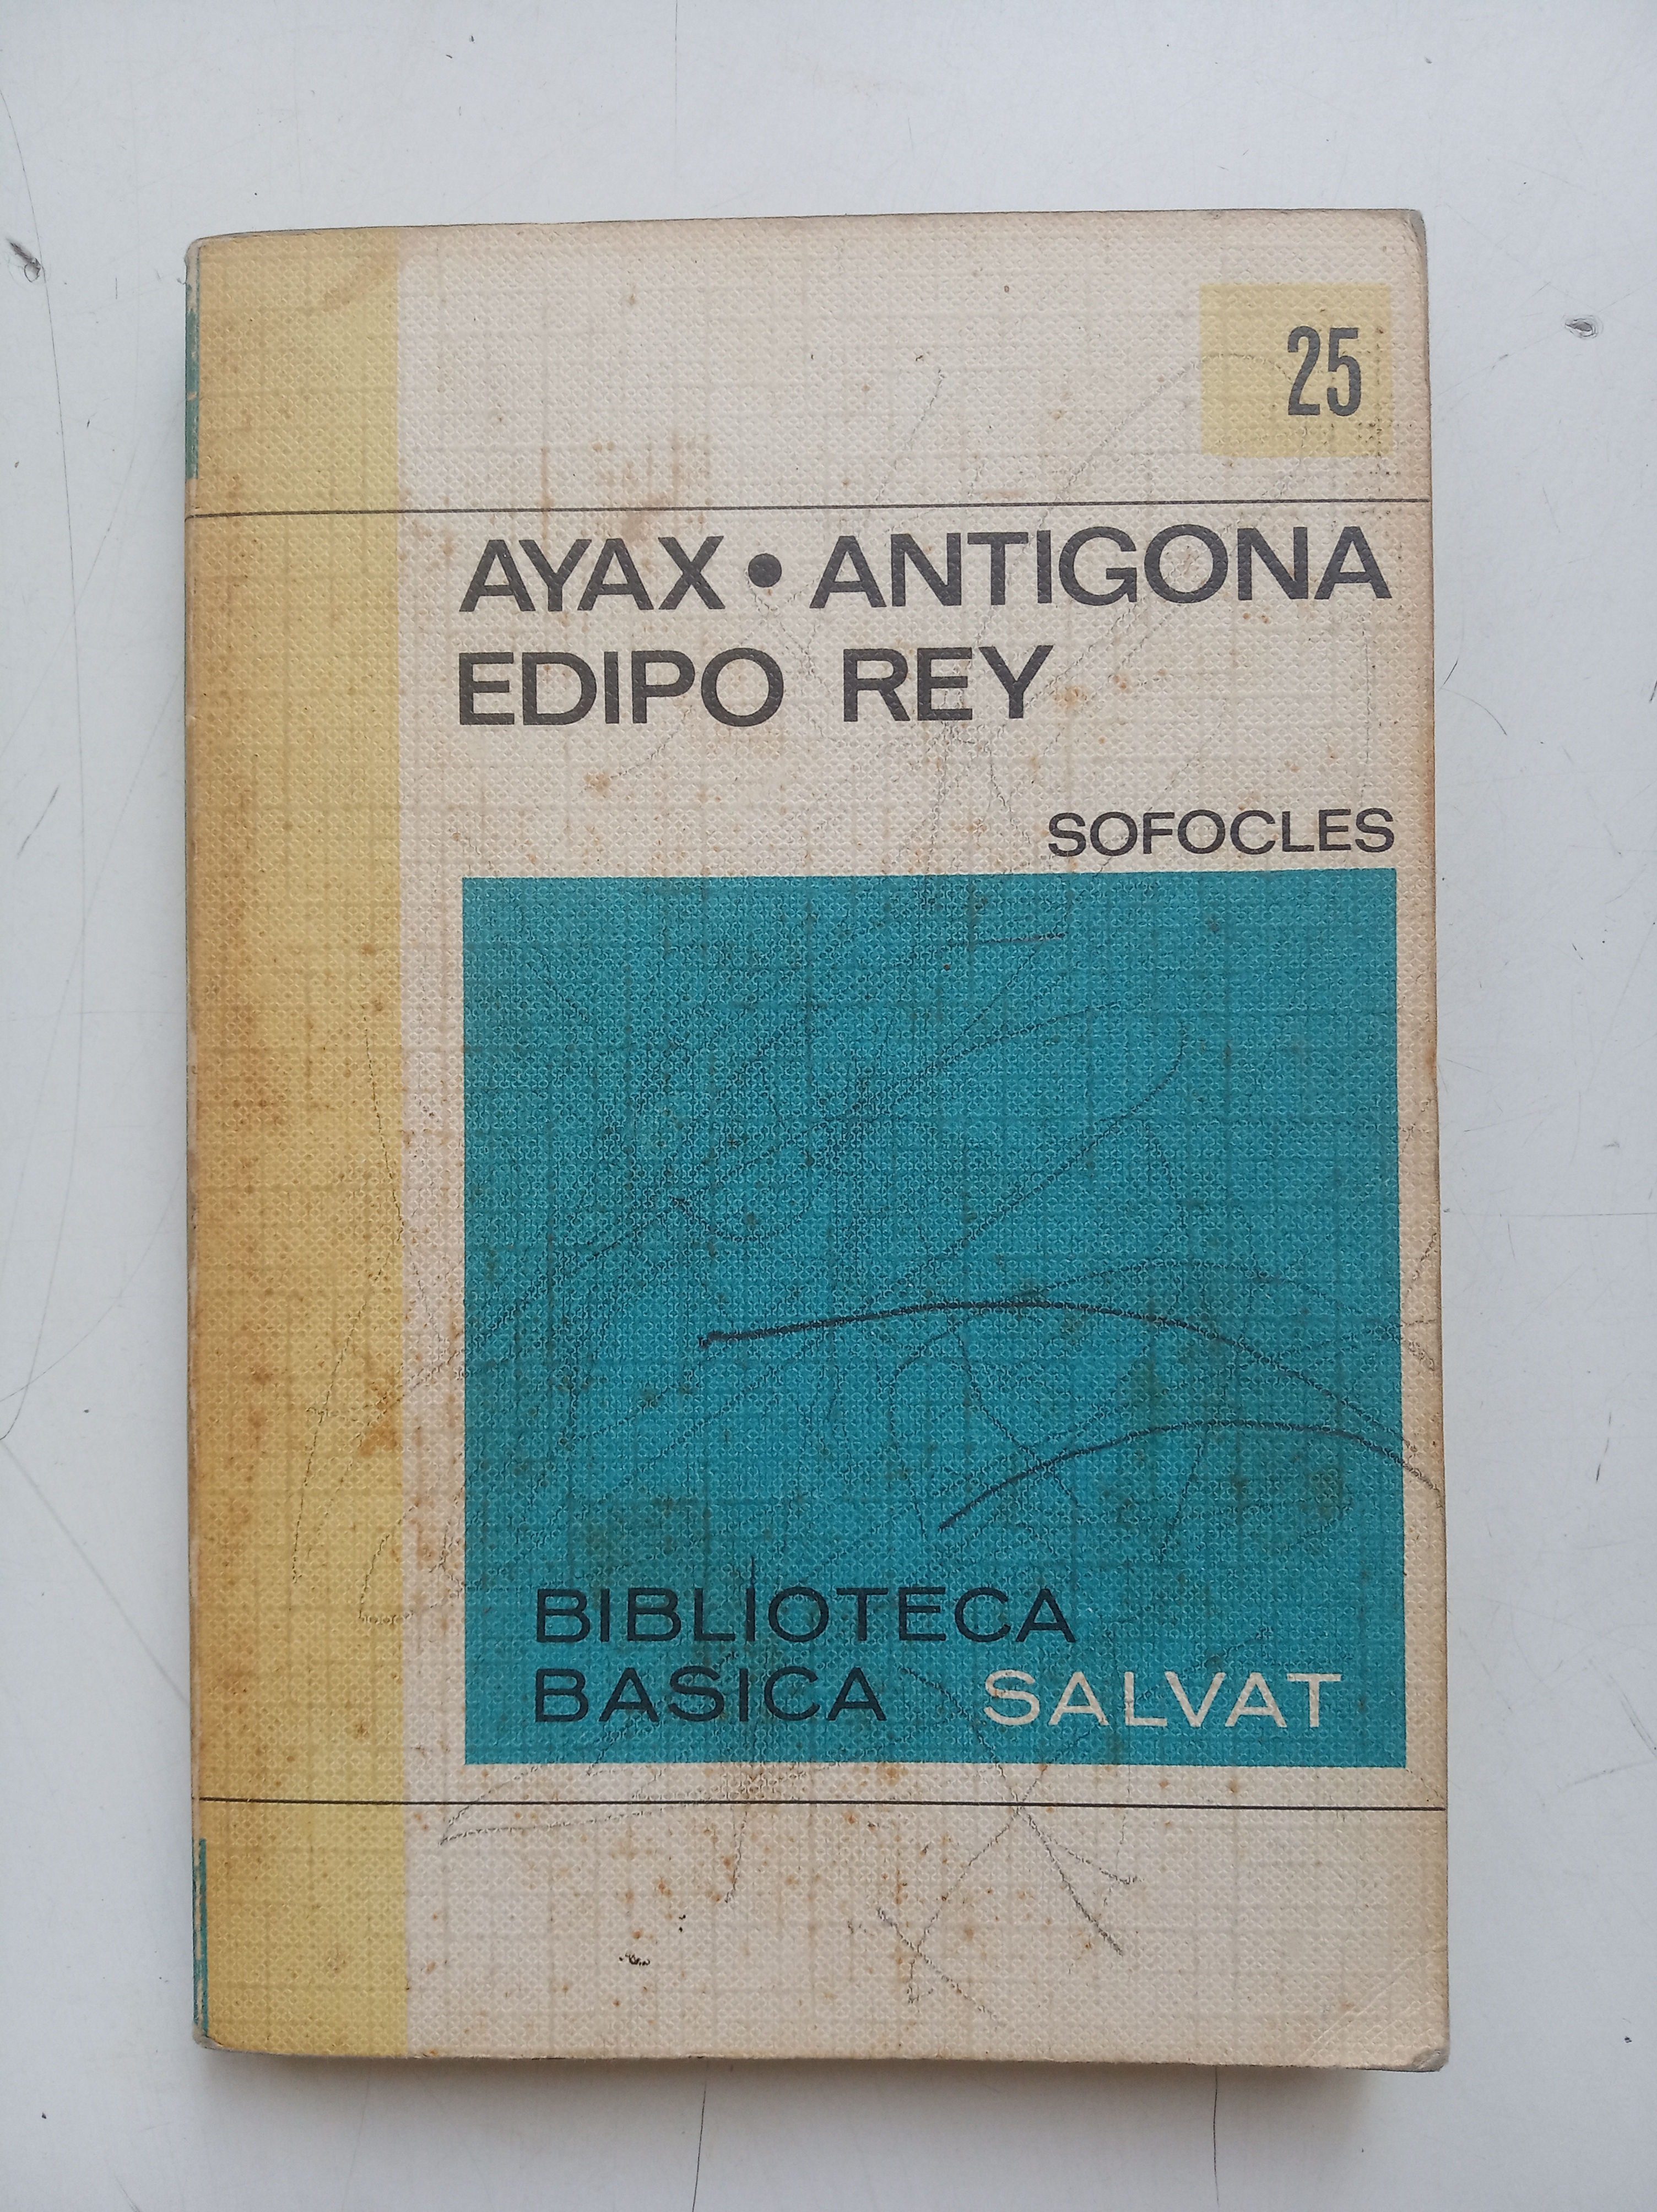 25
AYAX • ANTIGONA
EDIPO REY
SOFOCLES
BIBLIOTECA
BASICA SALVAT